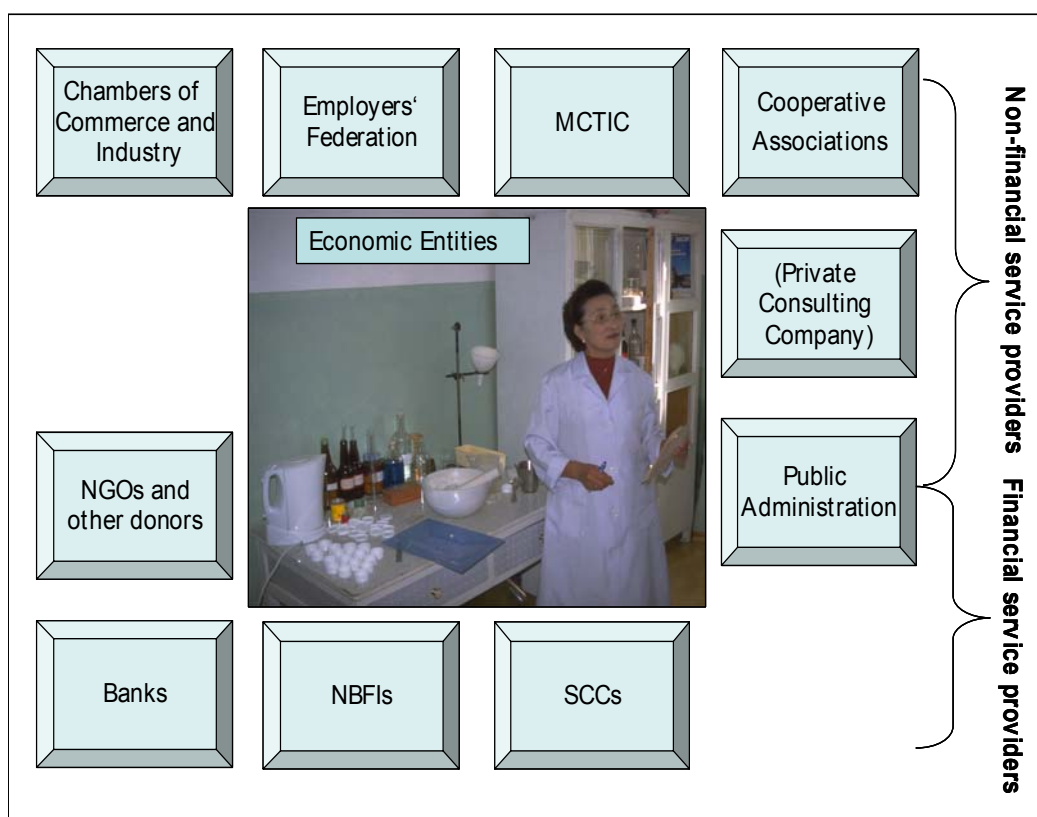 Chambers of
Commerce and
Industry
Employers‘
Federation
MCTIC
Cooperative
Associations
Economic Entities
(Private
Consulting
Company)
NGOs and
other donors
Public
Administration
Banks
NBFIs
SCCs
Non-financial service providers
Financial service providers